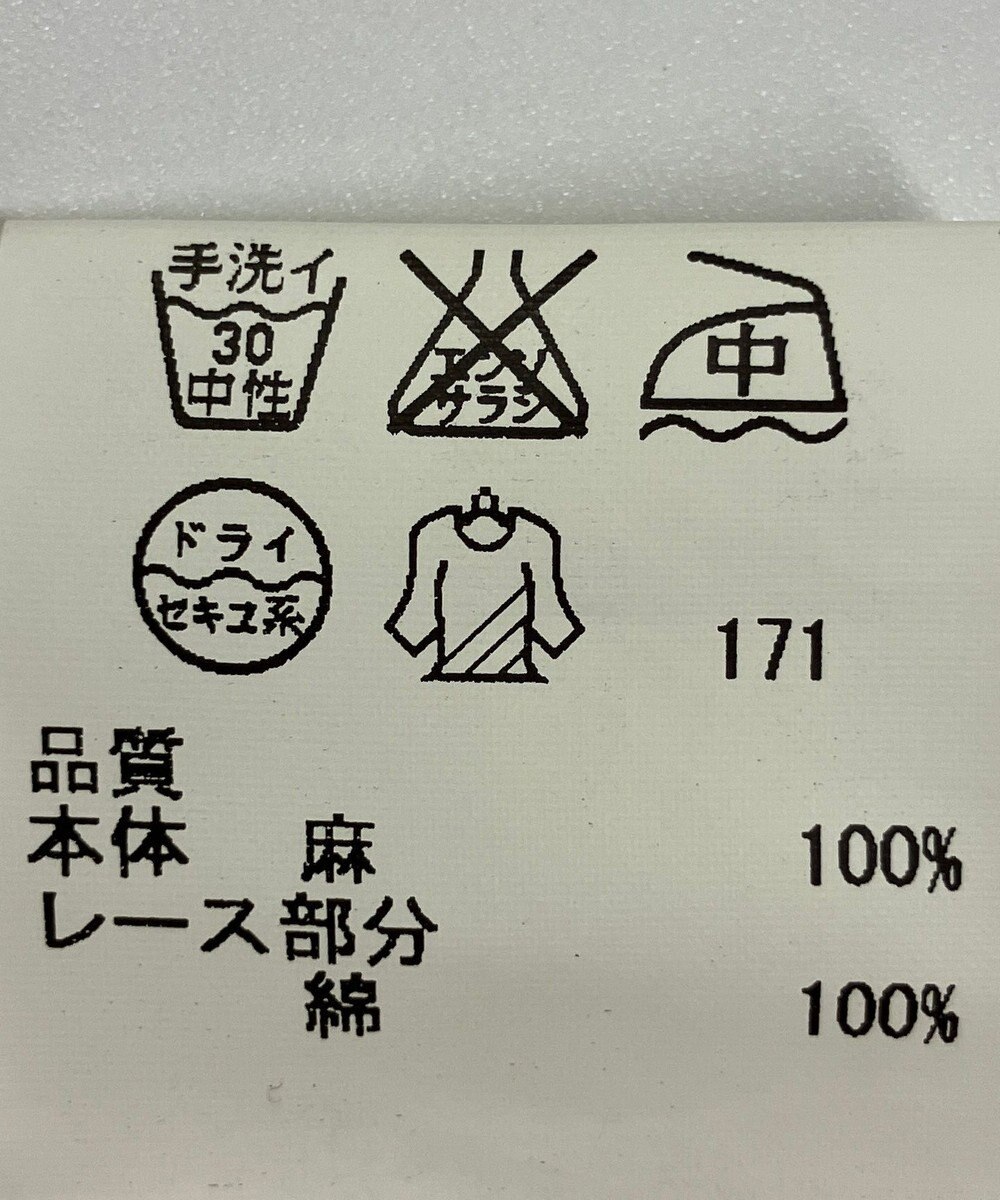 手洗イ
30
中性
エンソ
サラシ
中
ドライ
セキユ系
171
品質
本体 麻 100%
レース部分
綿 100%